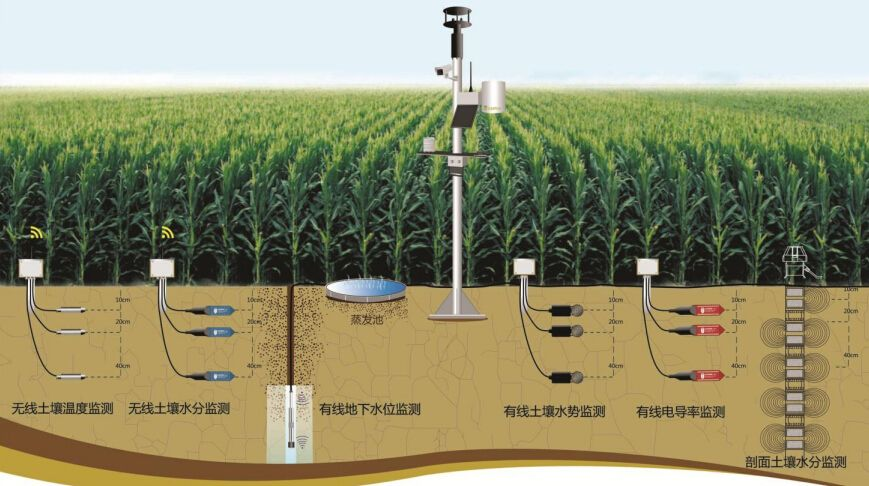 10cm
20cm
40cm
10cm
20cm
40cm
蒸发池
10cm
20cm
40cm
10cm
20cm
40cm
10cm
20cm
40cm
无线土壤温度监测
无线土壤水分监测
有线地下水位监测
有线土壤水势监测
有线电导率监测
剖面土壤水分监测